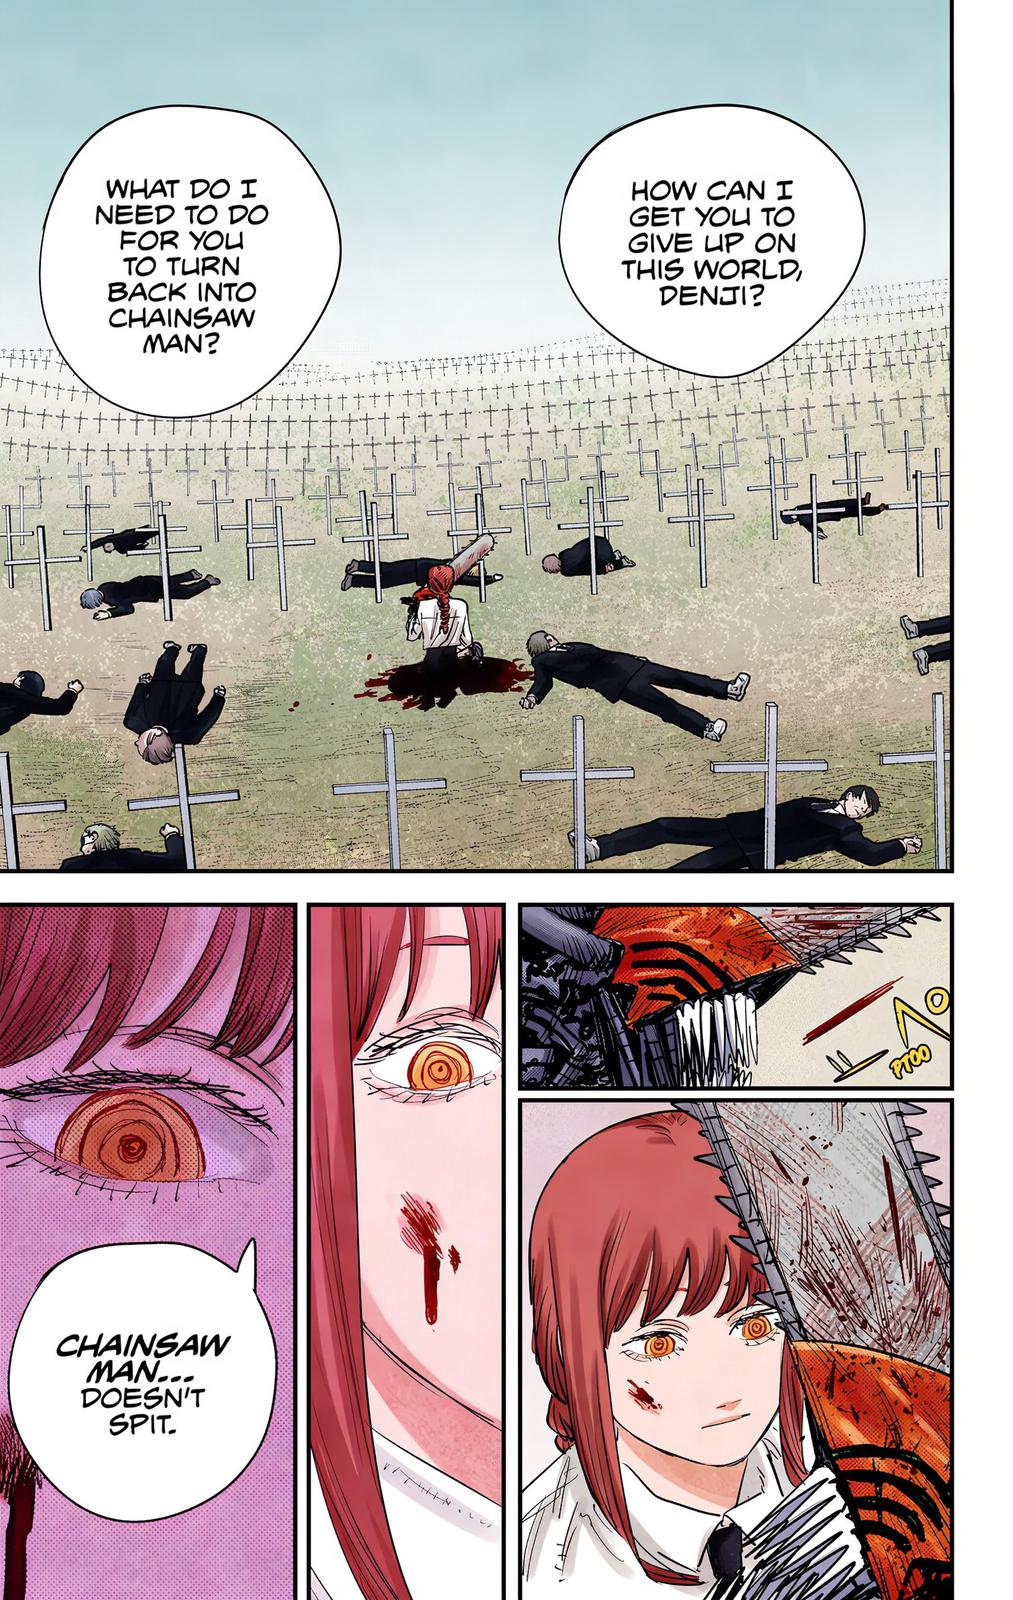 HOW CAN I
GET YOU TO
GIVE UP ON
THIS WORLD,
DENJI?
WHAT DO I
NEED TO DO
FOR YOU
TO TURN
BACK INTO
CHAINSAW
MAN?
PTOO
CHAINSAW
MAN...
DOESN'T
SPIT.